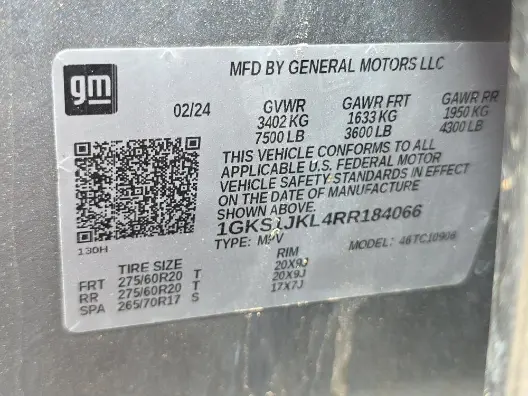 gm
MFD BY GENERAL MOTORS LLC
02/24 GVWR GAWR FRT GAWR RR
3402 KG 1633 KG 1950 KG
7500 LB 3600 LB 4300 LB
THIS VEHICLE CONFORMS TO ALL
APPLICABLE U.S. FEDERAL MOTOR
VEHICLE SAFETY STANDARDS IN EFFECT
ON THE DATE OF MANUFACTURE
SHOWN ABOVE.
1GKS1JKL4RR184066
TYPE: MPV MODEL: 46TC10906
130H
TIRE SIZE RIM
FRT 275/60R20 T 20X9J
RR 275/60R20 T 20X9J
SPA 265/70R17 S 17X7J